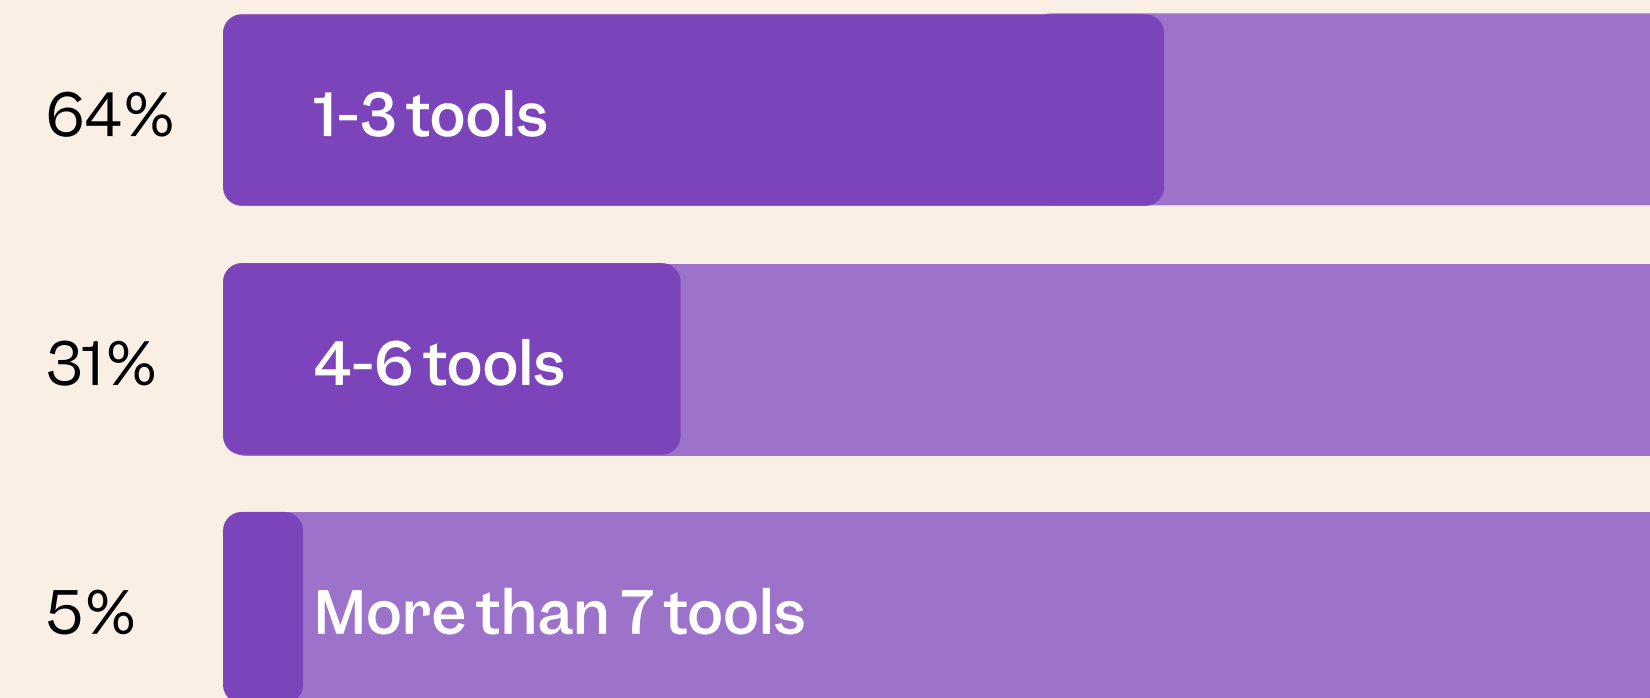 64% 1-3 tools
31% 4-6 tools
5% More than 7 tools